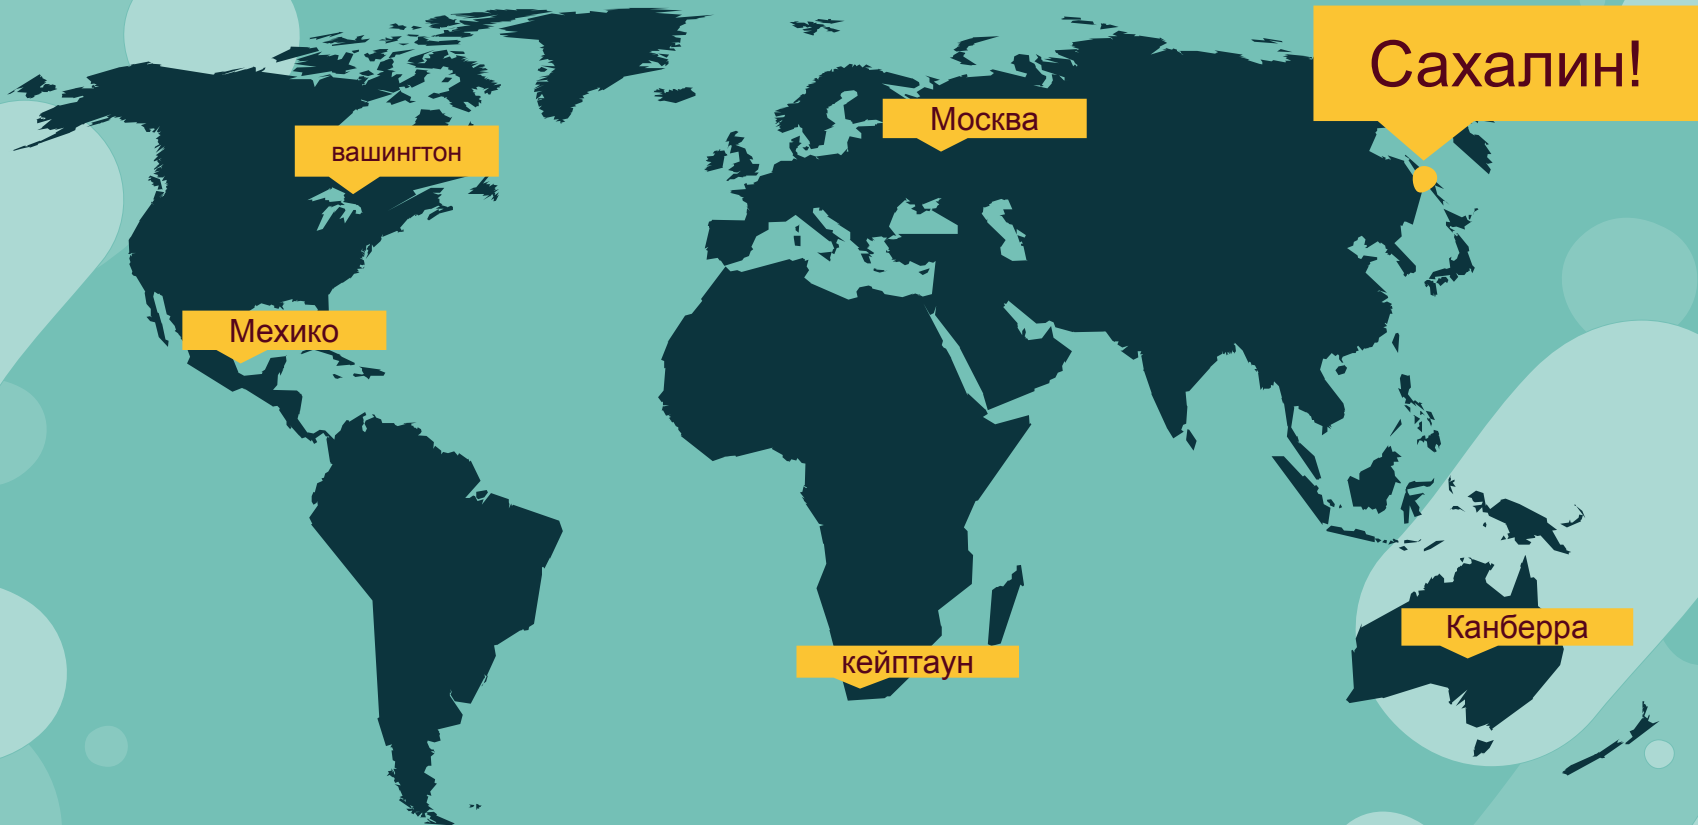 Сахалин!
Москва
вашингтон
Мехико
Канберра
кейптаун